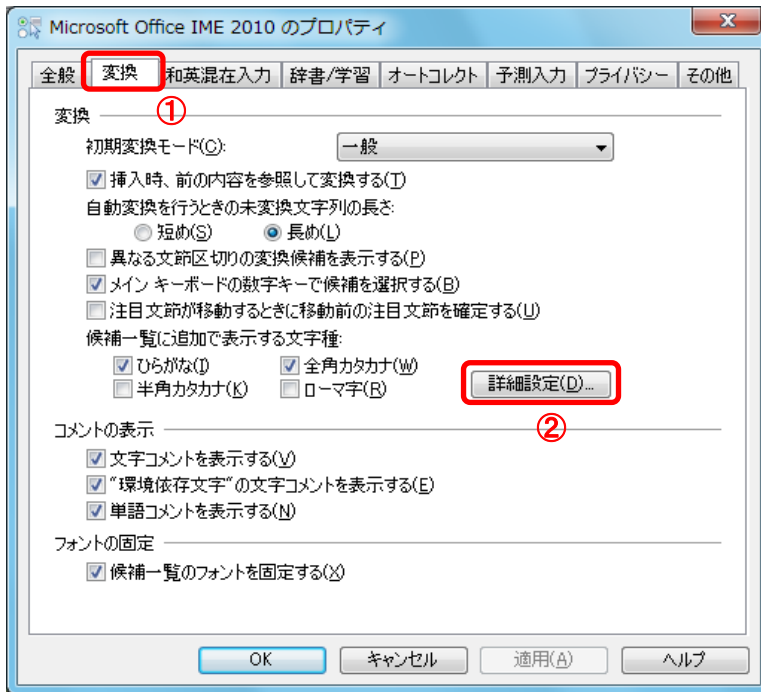 Microsoft Office IME 2010 のプロパティ
全般 変換 和英混在入力 辞書/学習 オートコレクト 予測入力 プライバシー その他
①
変換
初期変換モード(C): 一般
挿入時、前の内容を参照して変換する(T)
自動変換を行うときの未変換文字列の長さ:
短め(S) 長め(L)
異なる文節区切りの変換候補を表示する(P)
メイン キーボードの数字キーで候補を選択する(B)
注目文節が移動するときに移動前の注目文節を確定する(U)
候補一覧に追加で表示する文字種:
ひらがな(I) 全角カタカナ(W)
半角カタカナ(K) ローマ字(R) 詳細設定(D)...
②
コメントの表示
文字コメントを表示する(V)
"環境依存文字"の文字コメントを表示する(E)
単語コメントを表示する(N)
フォントの固定
候補一覧のフォントを固定する(X)
OK キャンセル 適用(A) ヘルプ